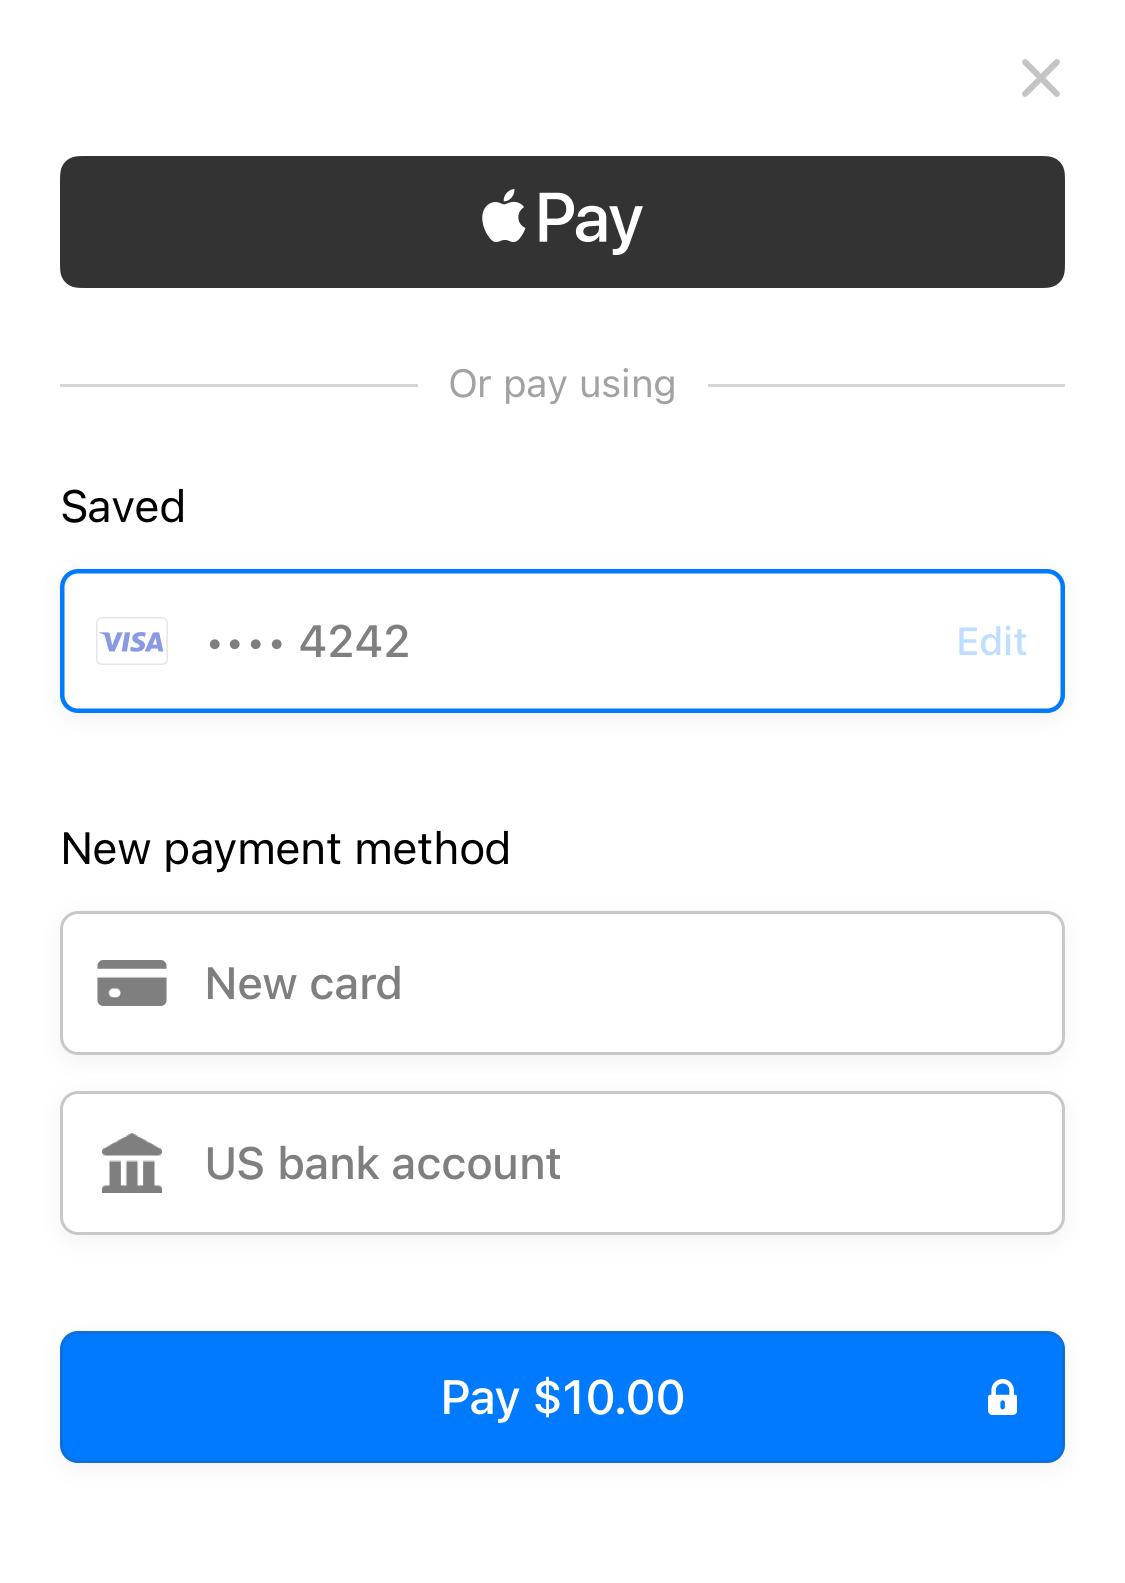 Pay
Or pay using
Saved
VISA •••• 4242 Edit
New payment method
New card
US bank account
Pay $10.00